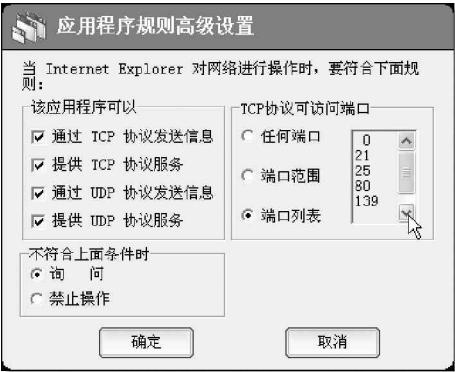 应用程序规则高级设置
当 Internet Explorer 对网络进行操作时，要符合下面规
则：
该应用程序可以
通过 TCP 协议发送信息
提供 TCP 协议服务
通过 UDP 协议发送信息
提供 UDP 协议服务
TCP协议可访问端口
任何端口
端口范围
端口列表
0
21
25
80
139
不符合上面条件时
询 问
禁止操作
确定
取消